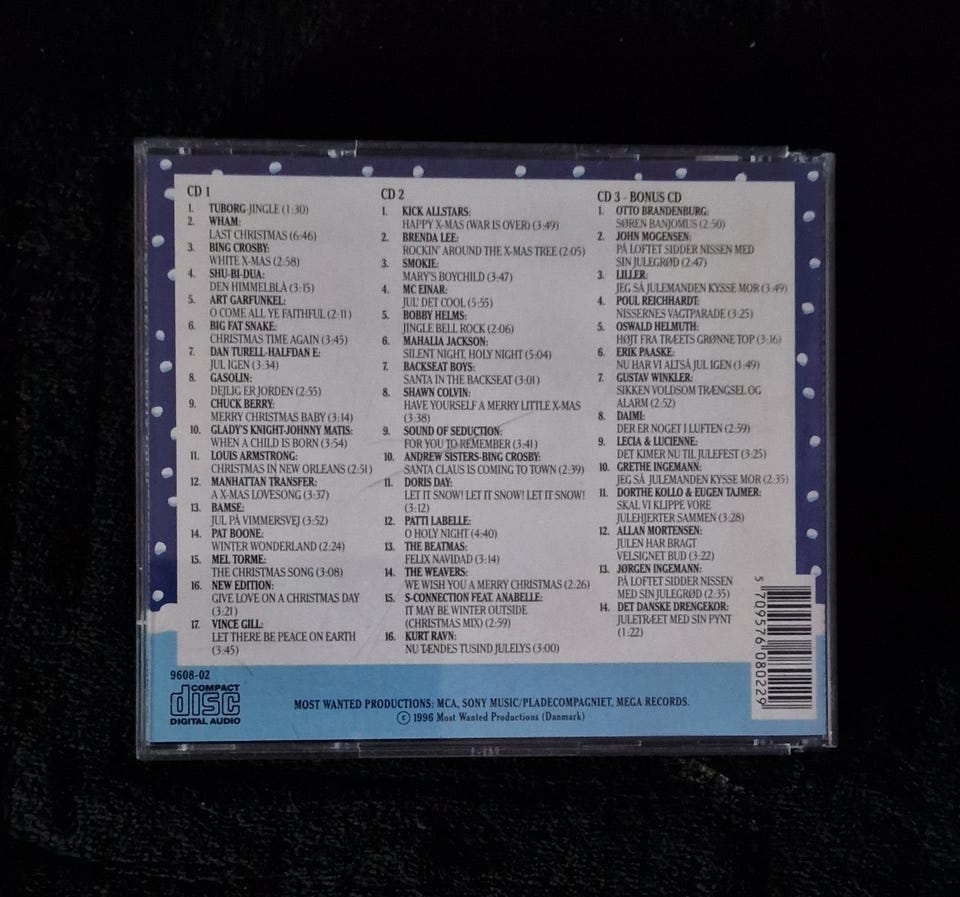 CD 1
1. TUBORG-JINGLE (1:30)
2. WHAM:
LAST CHRISTMAS (6:46)
3. BING CROSBY:
WHITE X-MAS (2:58)
4. SHU-BI-DUA:
DEN HIMMELBLÅ (3:15)
5. ART GARFUNKEL:
O COME ALL YE FAITHFUL (2:11)
6. BIG FAT SNAKE:
CHRISTMAS TIME AGAIN (3:45)
7. DAN TURELL-HALFDAN E:
JUL IGEN (3:34)
8. GASOLIN:
DEJLIG ER JORDEN (2:55)
9. CHUCK BERRY:
MERRY CHRISTMAS BABY (3:14)
10. GLADY'S KNIGHT-JOHNNY MATIS:
WHEN A CHILD IS BORN (3:54)
11. LOUIS ARMSTRONG:
CHRISTMAS IN NEW ORLEANS (2:51)
12. MANHATTAN TRANSFER:
A X-MAS LOVESONG (3:37)
13. BAMSE:
JUL PÅ VIMMERSVEJ (3:52)
14. PAT BOONE:
WINTER WONDERLAND (2:24)
15. MEL TORME:
THE CHRISTMAS SONG (3:08)
16. NEW EDITION:
GIVE LOVE ON A CHRISTMAS DAY
(3:21)
17. VINCE GILL:
LET THERE BE PEACE ON EARTH
(3:45)
CD 2
1. KICK ALLSTARS:
HAPPY X-MAS (WAR IS OVER) (3:49)
2. BRENDA LEE:
ROCKIN' AROUND THE X-MAS TREE (2:05)
3. SMOKIE:
MARY'S BOYCHILD (3:47)
4. MC EINAR:
JUL' DET COOL (5:55)
5. BOBBY HELMS:
JINGLE BELL ROCK (2:06)
6. MAHALIA JACKSON:
SILENT NIGHT, HOLY NIGHT (5:04)
7. BACKSEAT BOYS:
SANTA IN THE BACKSEAT (3:01)
8. SHAWN COLVIN:
HAVE YOURSELF A MERRY LITTLE X-MAS
(3:38)
9. SOUND OF SEDUCTION:
FOR YOU TO REMEMBER (3:41)
10. ANDREW SISTERS-BING CROSBY:
SANTA CLAUS IS COMING TO TOWN (2:39)
11. DORIS DAY:
LET IT SNOW! LET IT SNOW! LET IT SNOW!
(3:12)
12. PATTI LABELLE:
O HOLY NIGHT (4:40)
13. THE BEATMAS:
FELIX NAVIDAD (3:14)
14. THE WEAVERS:
WE WISH YOU A MERRY CHRISTMAS (2:26)
15. S-CONNECTION FEAT. ANABELLE:
IT MAY BE WINTER OUTSIDE
(CHRISTMAS MIX) (2:59)
16. KURT RAVN:
NU TÆNDES TUSIND JULELYS (3:00)
CD 3 - BONUS CD
1. OTTO BRANDENBURG:
SØREN BANJOMUS (2:50)
2. JOHN MOGENSEN:
PÅ LOFTET SIDDER NISSEN MED
SIN JULEGRØD (2:47)
3. LILLER:
JEG SÅ JULEMANDEN KYSSE MOR (3:49)
4. POUL REICHHARDT:
NISSERNES VAGTPARADE (3:25)
5. OSWALD HELMUTH:
HØJT FRA TRÆETS GRØNNE TOP (3:16)
6. ERIK PAASKE:
NU HAR VI ALTSÅ JUL IGEN (1:49)
7. GUSTAV WINKLER:
SIKKEN VOLDSOM TRÆNGSEL OG
ALARM (2:52)
8. DAIMI:
DER ER NOGET I LUFTEN (2:59)
9. LECIA & LUCIENNE:
DET KIMER NU TIL JULEFEST (3:25)
10. GRETHE INGEMANN:
JEG SÅ JULEMANDEN KYSSE MOR (2:35)
11. DORTHE KOLLO & EUGEN TAJMER:
SKAL VI KLIPPE VORE
JULEHJERTER SAMMEN (3:28)
12. ALLAN MORTENSEN:
JULEN HAR BRAGT
VELSIGNET BUD (3:22)
13. JØRGEN INGEMANN:
PÅ LOFTET SIDDER NISSEN
MED SIN JULEGRØD (2:35)
14. DET DANSKE DRENGEKOR:
JULETRÆET MED SIN PYNT
(1:22)
5 709576 080229
9608-02
COMPACT
disc
DIGITAL AUDIO
MOST WANTED PRODUCTIONS: MCA, SONY MUSIC/PLADECOMPAGNIET, MEGA RECORDS.
© 1996 Most Wanted Productions (Danmark)